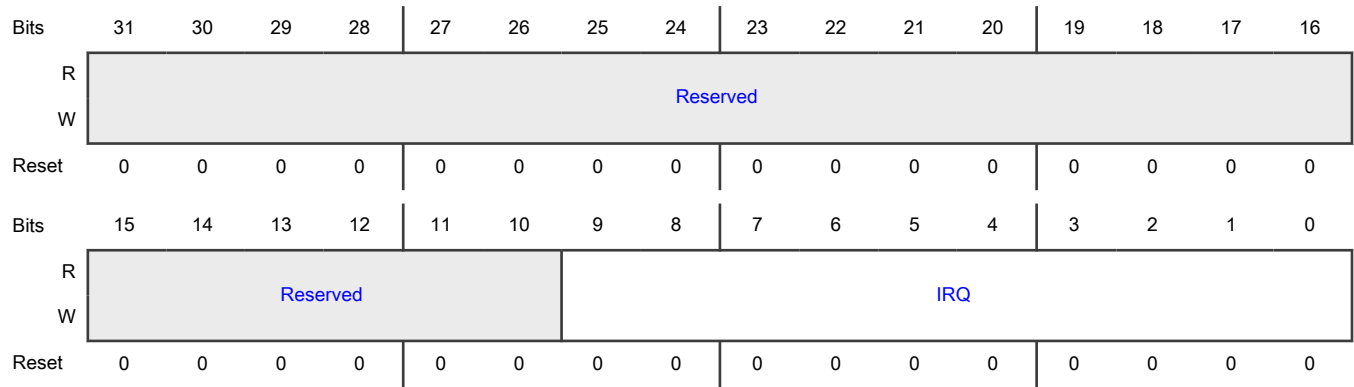 Bits 31 30 29 28 27 26 25 24 23 22 21 20 19 18 17 16
R
Reserved
W
Reset 0 0 0 0 0 0 0 0 0 0 0 0 0 0 0 0
Bits 15 14 13 12 11 10 9 8 7 6 5 4 3 2 1 0
R
Reserved IRQ
W
Reset 0 0 0 0 0 0 0 0 0 0 0 0 0 0 0 0